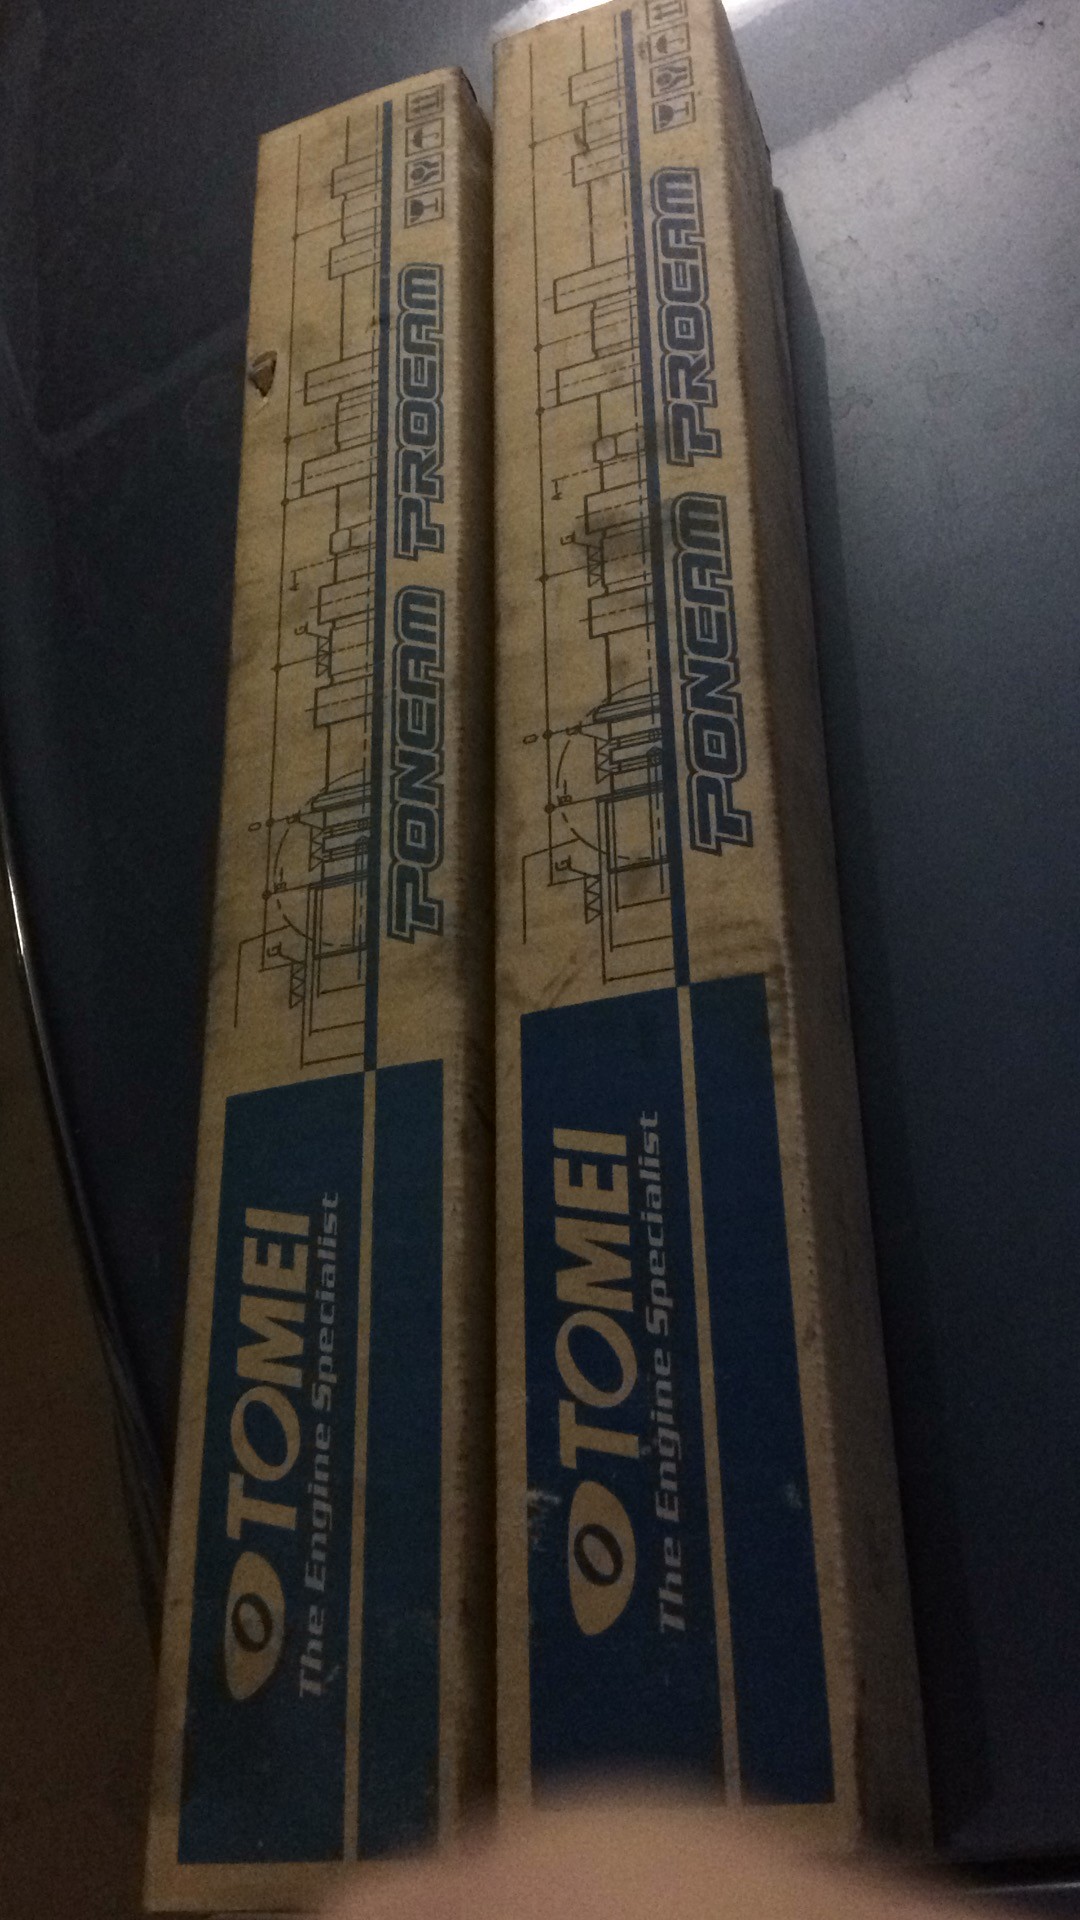 TOMEI
The Engine Specialist
PONCAM PROCAM
TOMEI
The Engine Specialist
PONCAM PROCAM